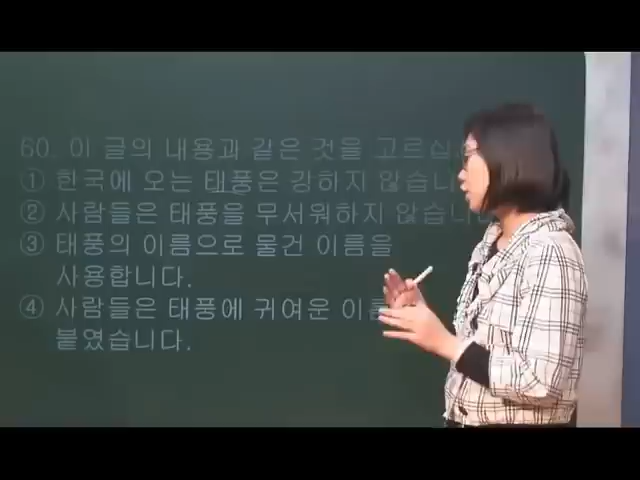 60. 이 글의 내용과 같은 것을 고르십
① 한국에 오는 태풍은 강하지 않습니
② 사람들은 태풍을 무서워하지 않습니
③ 태풍의 이름으로 물건 이름을
사용합니다.
④ 사람들은 태풍에 귀여운 이름
붙였습니다.